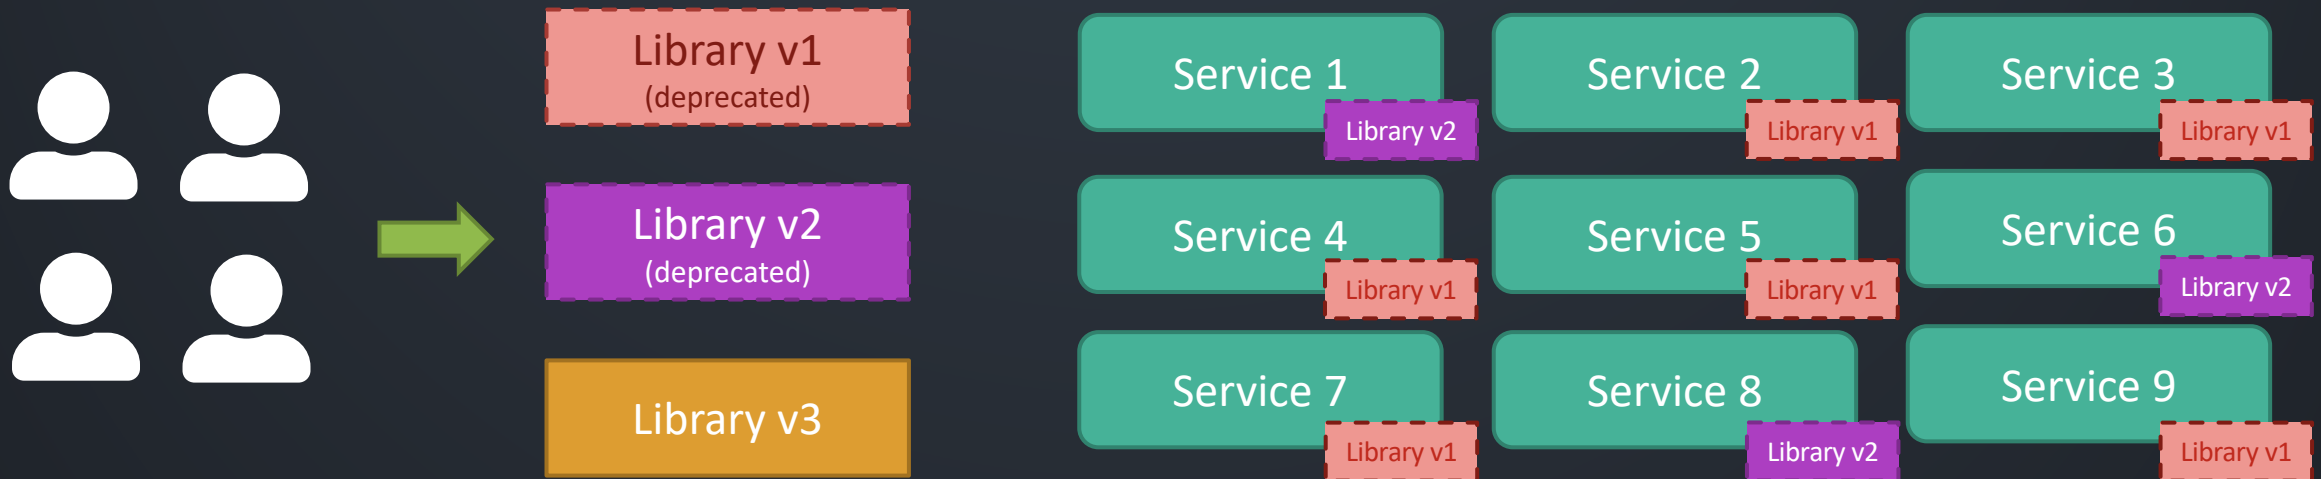 Library v1
(deprecated)
Library v2
(deprecated)
Library v3
Service 1
Library v2
Service 2
Library v1
Service 3
Library v1
Service 4
Library v1
Service 5
Library v1
Service 6
Library v2
Service 7
Library v1
Service 8
Library v2
Service 9
Library v1